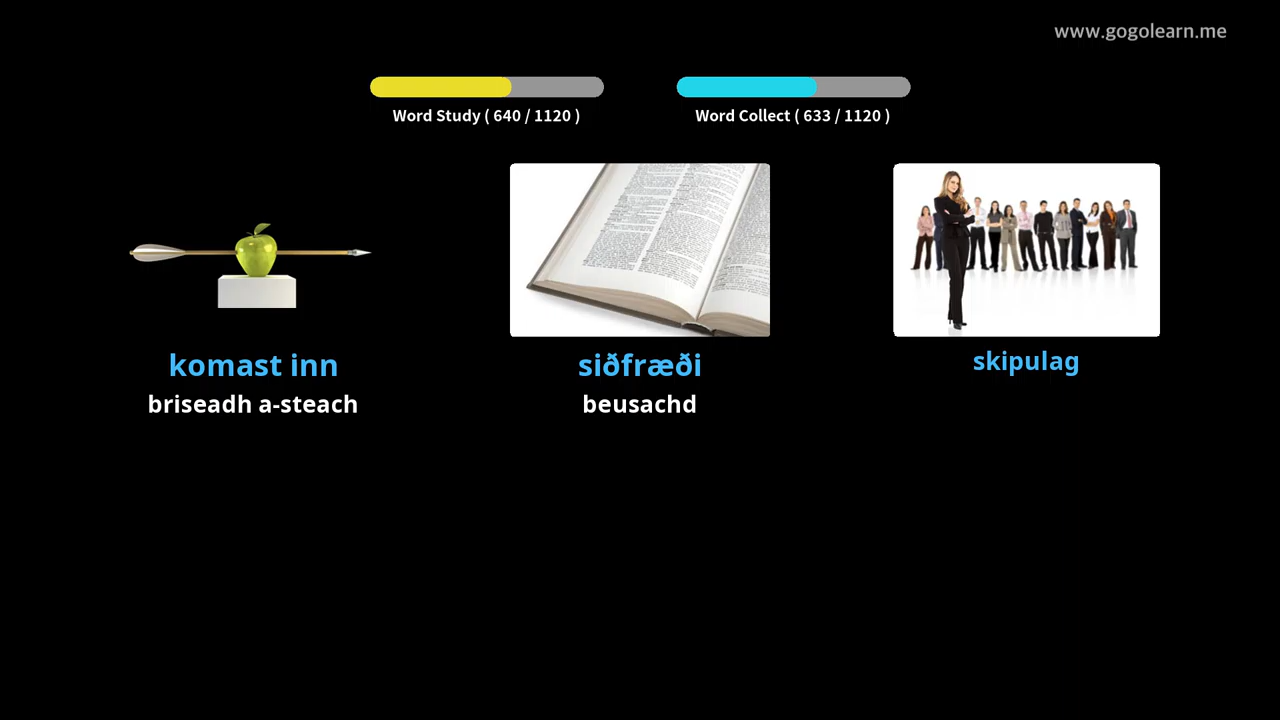 www.gogolearn.me
Word Study ( 640 / 1120 )
Word Collect ( 633 / 1120 )
komast inn
briseadh a-steach
siðfræði
beusachd
skipulag